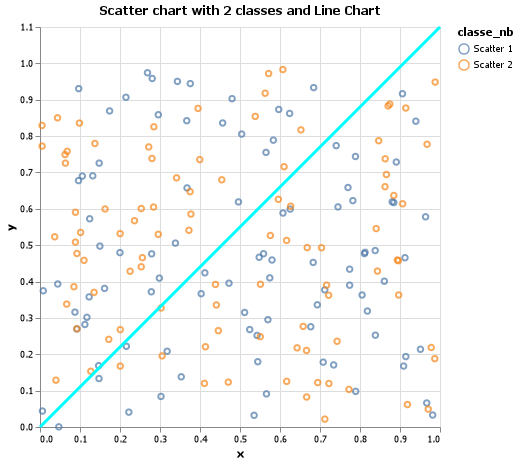 Scatter chart with 2 classes and Line Chart
classe_nb
Scatter 1
Scatter 2
1.1
1.0
0.9
0.8
0.7
0.6
y
0.5
0.4
0.3
0.2
0.1
0.0
0.0 0.1 0.2 0.3 0.4 0.5 0.6 0.7 0.8 0.9 1.0
x